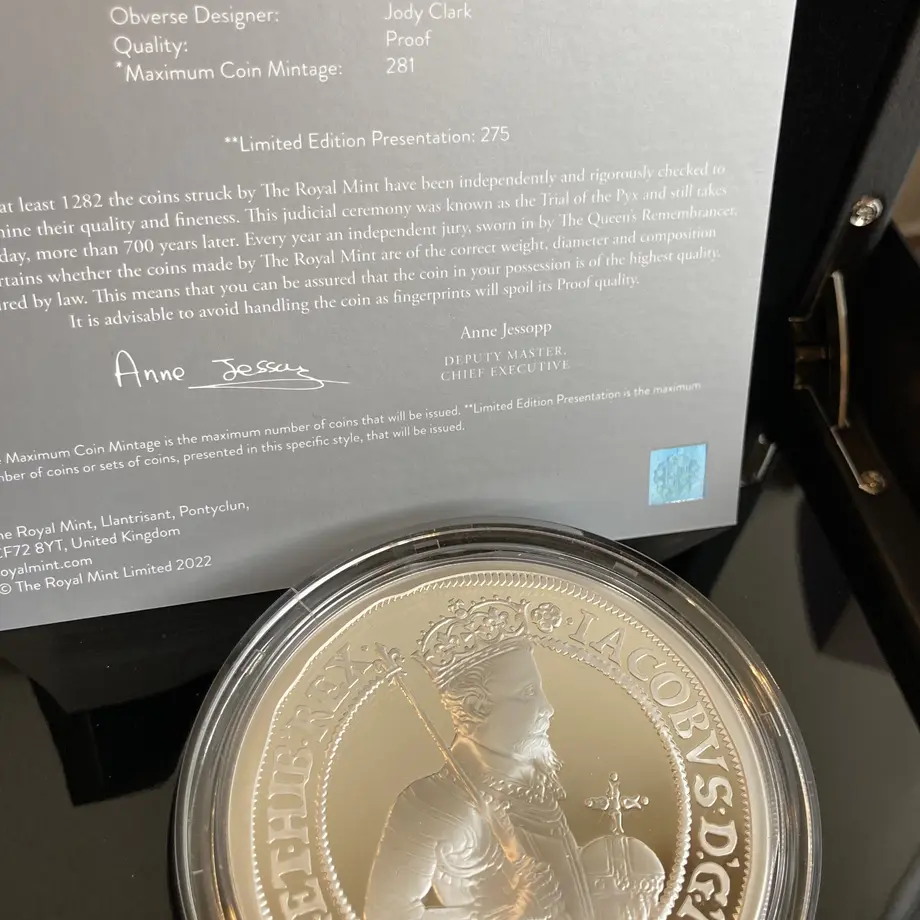 Obverse Designer: Jody Clark
Quality: Proof
*Maximum Coin Mintage: 281
**Limited Edition Presentation: 275
at least 1282 the coins struck by The Royal Mint have been independently and rigorously checked to
mine their quality and fineness. This judicial ceremony was known as the Trial of the Pyx and still takes
day, more than 700 years later. Every year an independent jury, sworn in by The Queen's Remembrancer,
rtains whether the coins made by The Royal Mint are of the correct weight, diameter and composition
ired by law. This means that you can be assured that the coin in your possession is of the highest quality.
It is advisable to avoid handling the coin as fingerprints will spoil its Proof quality.
Anne Jessopp
Anne Jessopp
DEPUTY MASTER,
CHIEF EXECUTIVE
Maximum Coin Mintage is the maximum number of coins that will be issued. **Limited Edition Presentation is the maximum
mber of coins or sets of coins, presented in this specific style, that will be issued.
he Royal Mint, Llantrisant, Pontyclun,
CF72 8YT, United Kingdom
oyalmint.com
© The Royal Mint Limited 2022
·IACOBVS·D'G·
ET·HIB·REX·